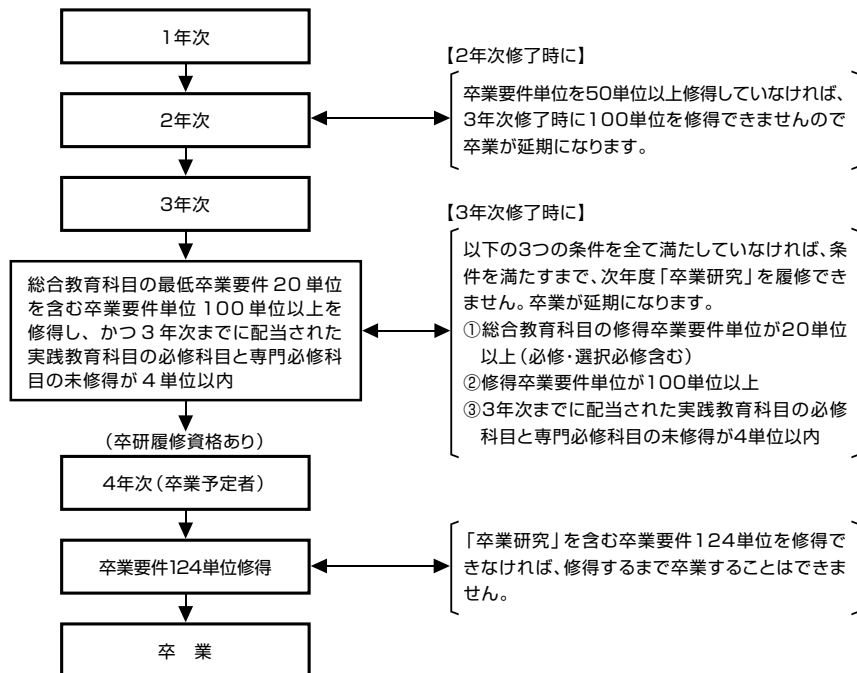 1年次
2年次
【2年次修了時に】
卒業要件単位を50単位以上修得していなければ、
3年次修了時に100単位を修得できませんので
卒業が延期になります。
3年次
総合教育科目の最低卒業要件 20 単位
を含む卒業要件単位 100 単位以上を
修得し、かつ 3 年次までに配当された
実践教育科目の必修科目と専門必修科
目の未修得が 4 単位以内
【3年次修了時に】
以下の3つの条件を全て満たしていなければ、条
件を満たすまで、次年度「卒業研究」を履修でき
ません。卒業が延期になります。
①総合教育科目の修得卒業要件単位が20単位
以上(必修・選択必修含む)
②修得卒業要件単位が100単位以上
③3年次までに配当された実践教育科目の必修
科目と専門必修科目の未修得が4単位以内
(卒研履修資格あり)
4年次(卒業予定者)
卒業要件124単位修得
「卒業研究」を含む卒業要件124単位を修得で
きなければ、修得するまで卒業することはできま
せん。
卒 業